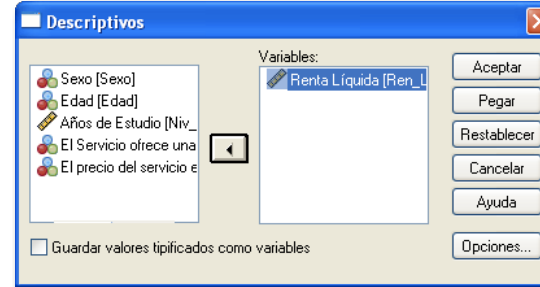 Descriptivos
Sexo [Sexo]
Edad [Edad]
Años de Estudio [Niv_
El Servicio ofrece una
El precio del servicio e
Variables:
Renta Líquida [Ren_L
Aceptar
Pegar
Restablecer
Cancelar
Ayuda
Opciones...
Guardar valores tipificados como variables